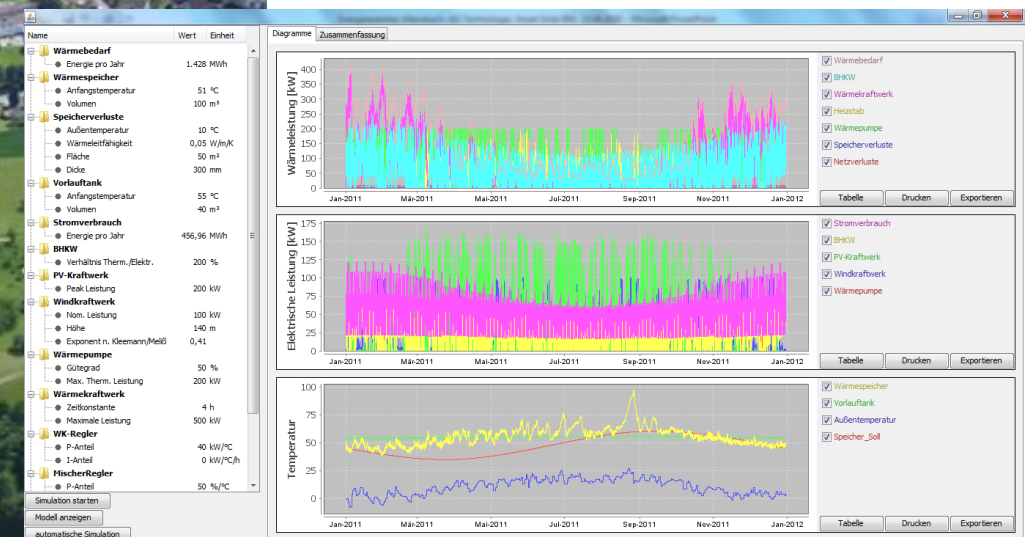 Diagramme Zusammenfassung
Name Wert Einheit
Wärmebedarf
Energie pro Jahr 1.428 MWh
Wärmespeicher
Anfangstemperatur 51 °C
Volumen 100 m³
Speicherverluste
Außentemperatur 10 °C
Wärmeleitfähigkeit 0,05 W/m/K
Fläche 50 m²
Dicke 300 mm
Vorlauftank
Anfangstemperatur 55 °C
Volumen 40 m³
Stromverbrauch
Energie pro Jahr 456,96 MWh
BHKW
Verhältnis Therm./Elektr. 200 %
PV-Kraftwerk
Peak Leistung 200 kW
Windkraftwerk
Nom. Leistung 100 kW
Höhe 140 m
Exponent n. Kleemann/Meliß 0,41
Wärmepumpe
Gütegrad 50 %
Max. Therm. Leistung 200 kW
Wärmekraftwerk
Zeitkonstante 4 h
Maximale Leistung 500 kW
WK-Regler
P-Anteil 40 kW/°C
I-Anteil 0 kW/°C/h
MischerRegler
P-Anteil 50 %/°C
Simulation starten
Modell anzeigen
automatische Simulation
Wärmeleistung [kW]
400
350
300
250
200
150
100
50
0
Jan-2011 Mär-2011 Mai-2011 Jul-2011 Sep-2011 Nov-2011 Jan-2012
Wärmebedarf
BHKW
Wärmekraftwerk
Heizstab
Wärmepumpe
Speicherverluste
Netzverluste
Tabelle Drucken Exportieren
Elektrische Leistung [kW]
175
150
125
100
75
50
25
0
Jan-2011 Mär-2011 Mai-2011 Jul-2011 Sep-2011 Nov-2011 Jan-2012
Stromverbrauch
BHKW
PV-Kraftwerk
Windkraftwerk
Wärmepumpe
Tabelle Drucken Exportieren
Temperatur
100
75
50
25
0
Jan-2011 Mär-2011 Mai-2011 Jul-2011 Sep-2011 Nov-2011 Jan-2012
Wärmespeicher
Vorlauftank
Außentemperatur
Speicher_Soll
Tabelle Drucken Exportieren